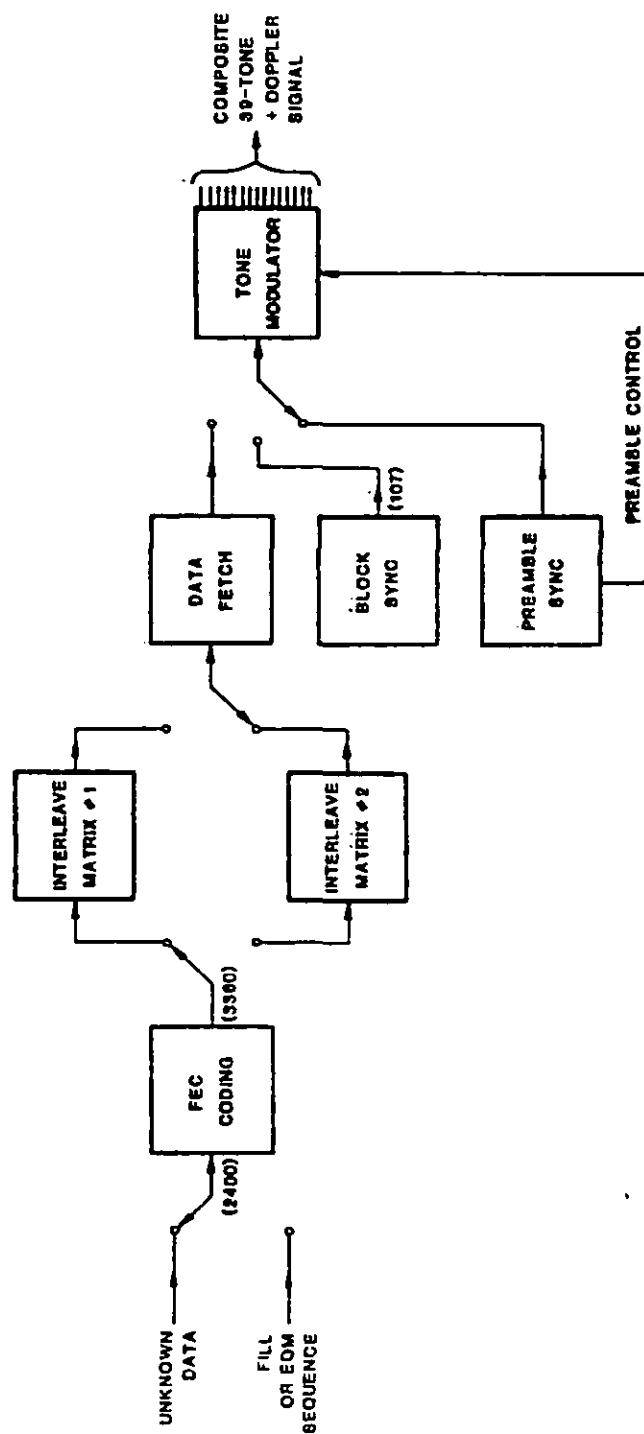 UNKNOWN
DATA
FILL
OR EOM
SEQUENCE
(2400)
FEC
CODING
(3360)
INTERLEAVE
MATRIX #1
INTERLEAVE
MATRIX #2
DATA
FETCH
BLOCK
SYNC
(107)
PREAMBLE
SYNC
TONE
MODULATOR
COMPOSITE
39-TONE
+ DOPPLER
SIGNAL
PREAMBLE CONTROL